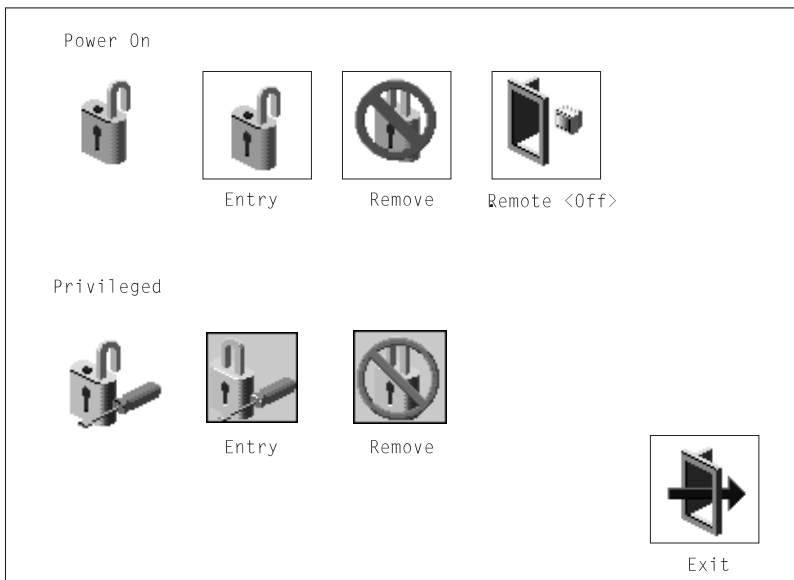 Power On
Entry Remove Remote <Off>
Privileged
Entry Remove
Exit